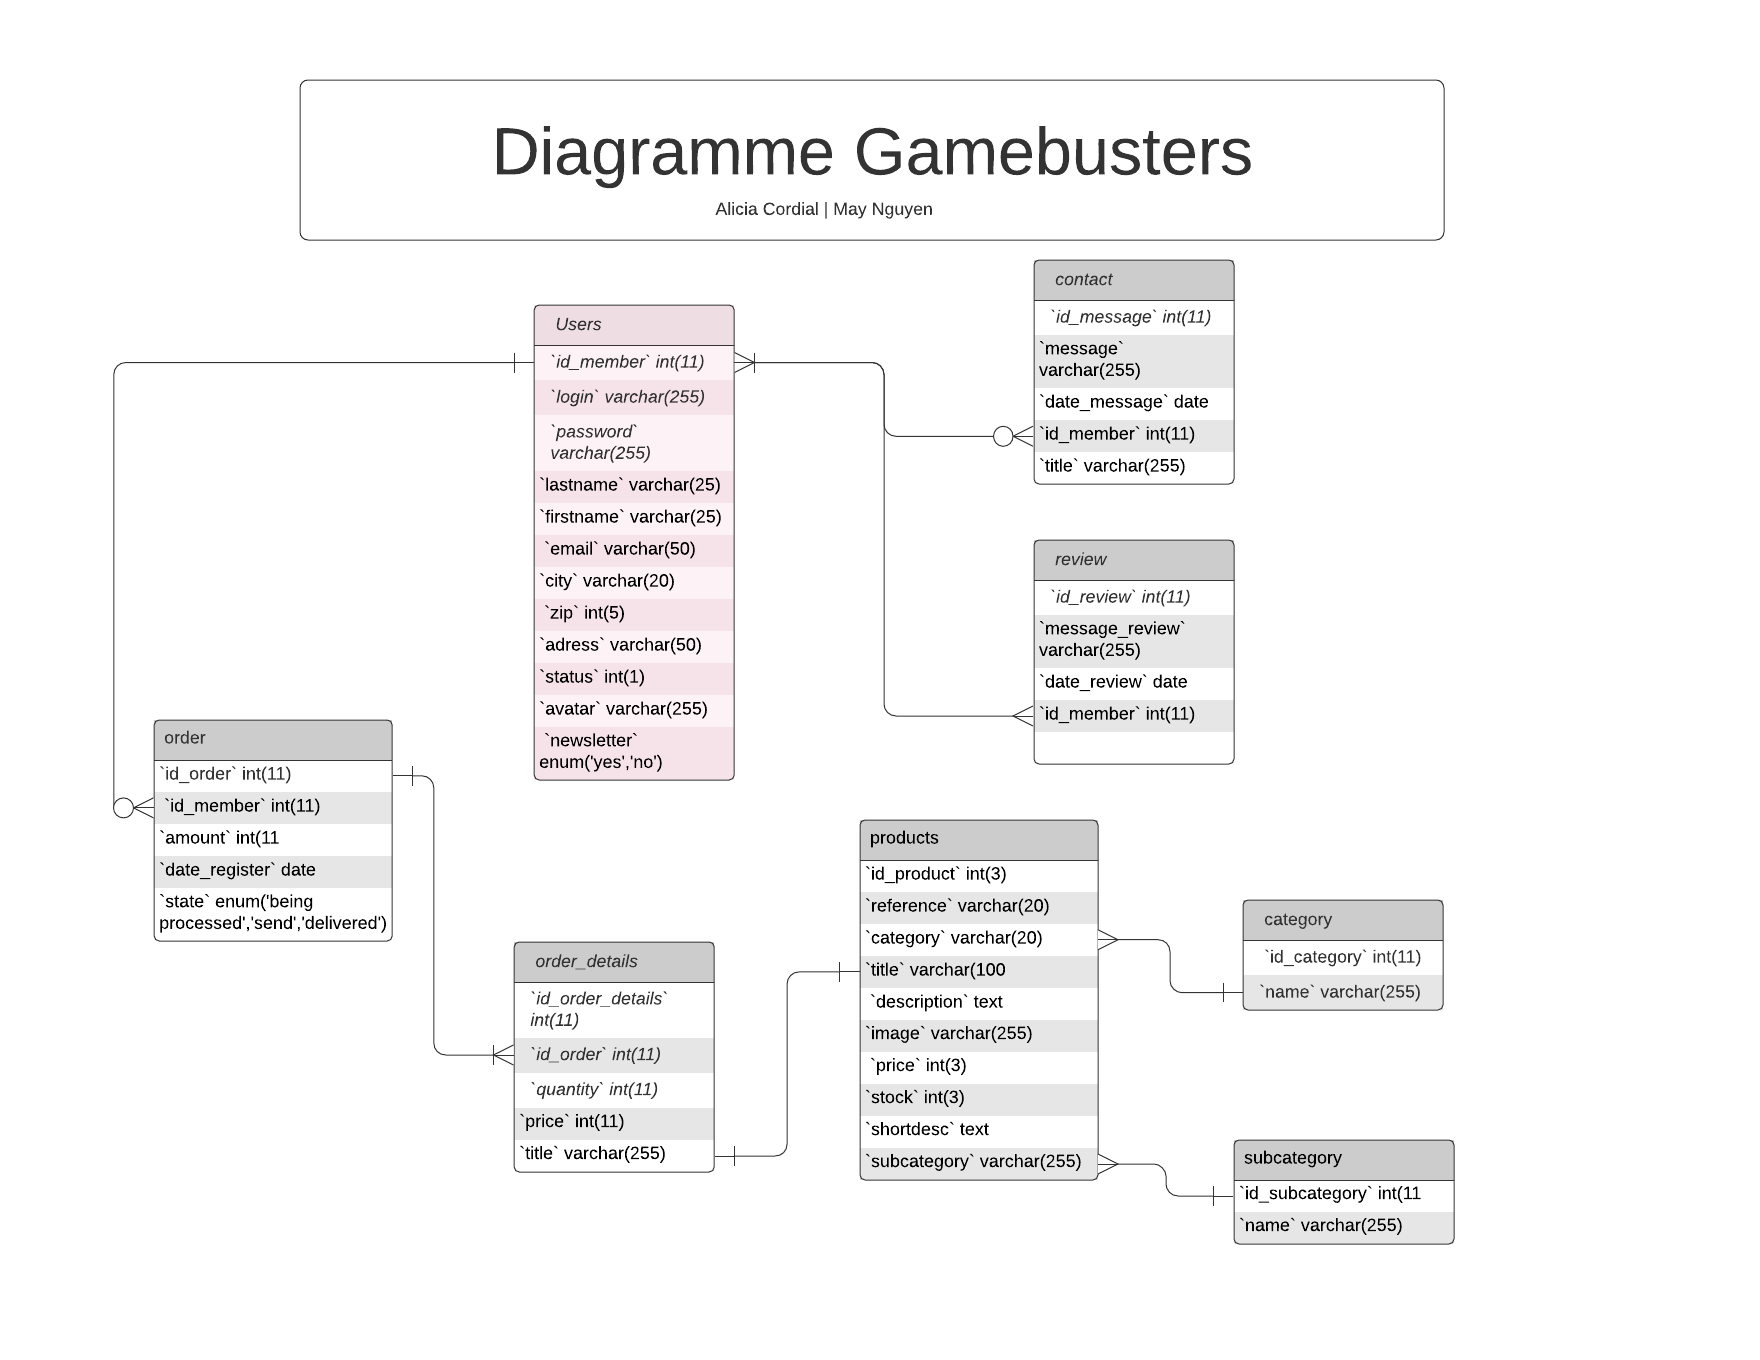 Diagramme Gamebusters
Alicia Cordial | May Nguyen
contact
`id_message` int(11)
`message`
varchar(255)
`date_message` date
`id_member` int(11)
`title` varchar(255)
Users
`id_member` int(11)
`login` varchar(255)
`password`
varchar(255)
`lastname` varchar(25)
`firstname` varchar(25)
`email` varchar(50)
`city` varchar(20)
`zip` int(5)
`adress` varchar(50)
`status` int(1)
`avatar` varchar(255)
`newsletter`
enum('yes','no')
review
`id_review` int(11)
`message_review`
varchar(255)
`date_review` date
`id_member` int(11)
order
`id_order` int(11)
`id_member` int(11)
`amount` int(11
`date_register` date
`state` enum('being
processed','send','delivered')
order_details
`id_order_details`
int(11)
`id_order` int(11)
`quantity` int(11)
`price` int(11)
`title` varchar(255)
products
`id_product` int(3)
`reference` varchar(20)
`category` varchar(20)
`title` varchar(100
`description` text
`image` varchar(255)
`price` int(3)
`stock` int(3)
`shortdesc` text
`subcategory` varchar(255)
category
`id_category` int(11)
`name` varchar(255)
subcategory
`id_subcategory` int(11
`name` varchar(255)